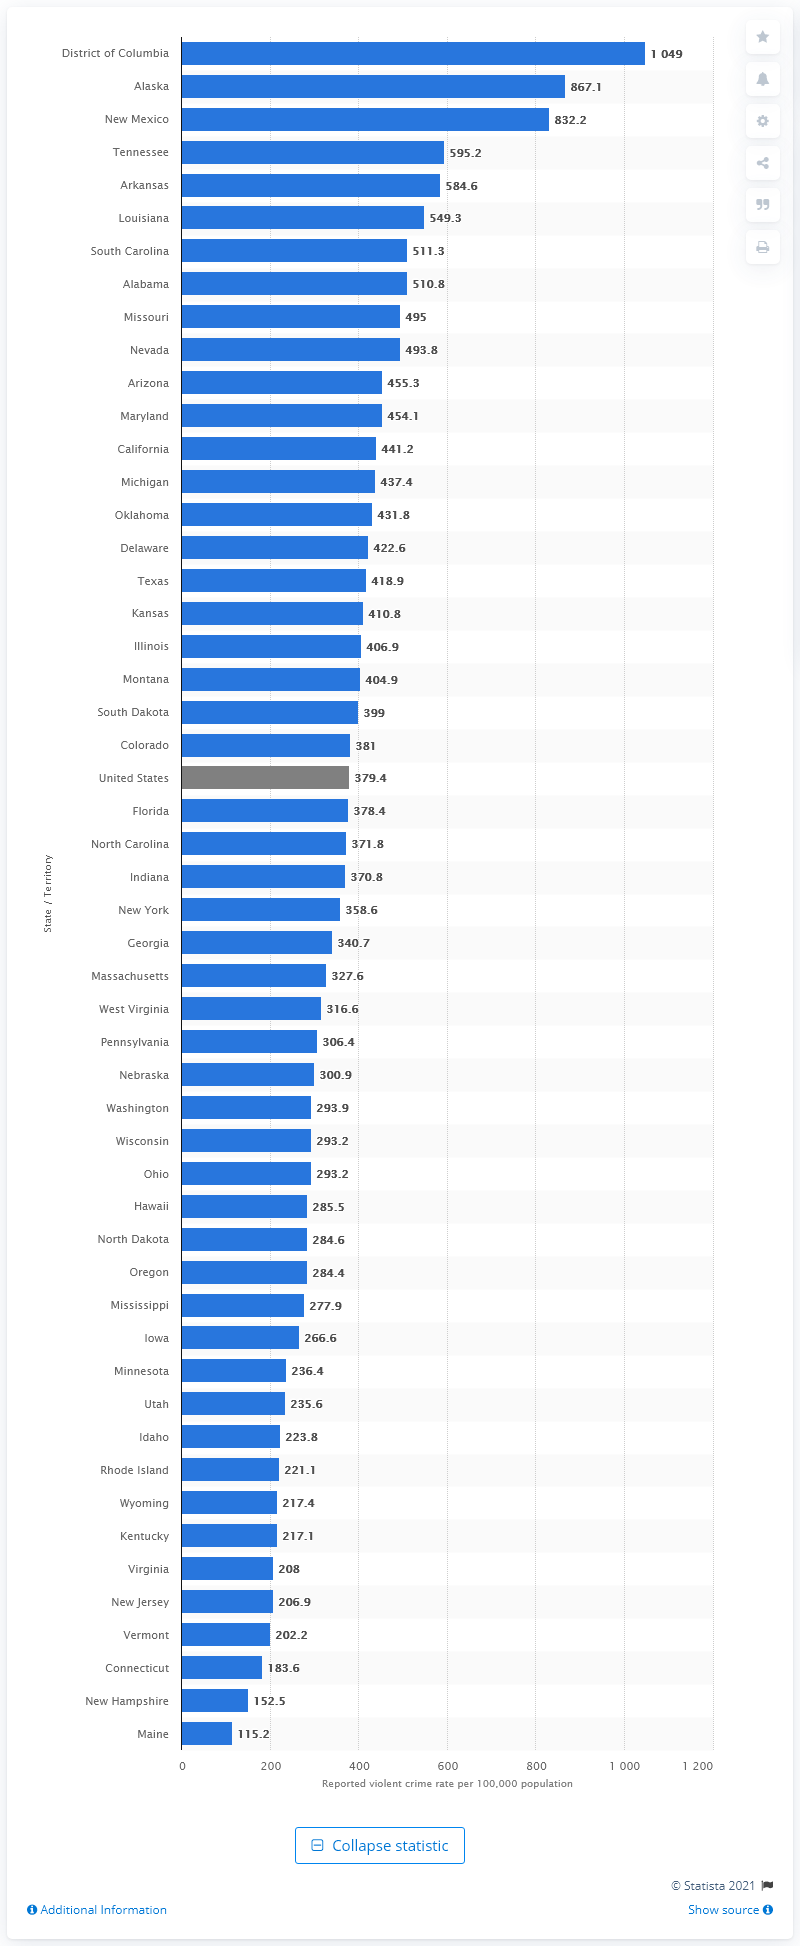 District of Columbia 1 049
Alaska 867.1
New Mexico 832.2
Tennessee 595.2
Arkansas 584.6
Louisiana 549.3
South Carolina 511.3
Alabama 510.8
Missouri 495
Nevada 493.8
Arizona 455.3
Maryland 454.1
California 441.2
Michigan 437.4
Oklahoma 431.8
Delaware 422.6
Texas 418.9
Kansas 410.8
Illinois 406.9
Montana 404.9
South Dakota 399
Colorado 381
United States 379.4
Florida 378.4
North Carolina 371.8
Indiana 370.8
State / Territory
New York 358.6
Georgia 340.7
Massachusetts 327.6
West Virginia 316.6
Pennsylvania 306.4
Nebraska 300.9
Washington 293.9
Wisconsin 293.2
Ohio 293.2
Hawaii 285.5
North Dakota 284.6
Oregon 284.4
Mississippi 277.9
Iowa 266.6
Minnesota 236.4
Utah 235.6
Idaho 223.8
Rhode Island 221.1
Wyoming 217.4
Kentucky 217.1
Virginia 208
New Jersey 206.9
Vermont 202.2
Connecticut 183.6
New Hampshire 152.5
Maine 115.2
0 200 400 600 800 1 000 1 200
Reported violent crime rate per 100,000 population
Collapse statistic
© Statista 2021
Additional Information Show source